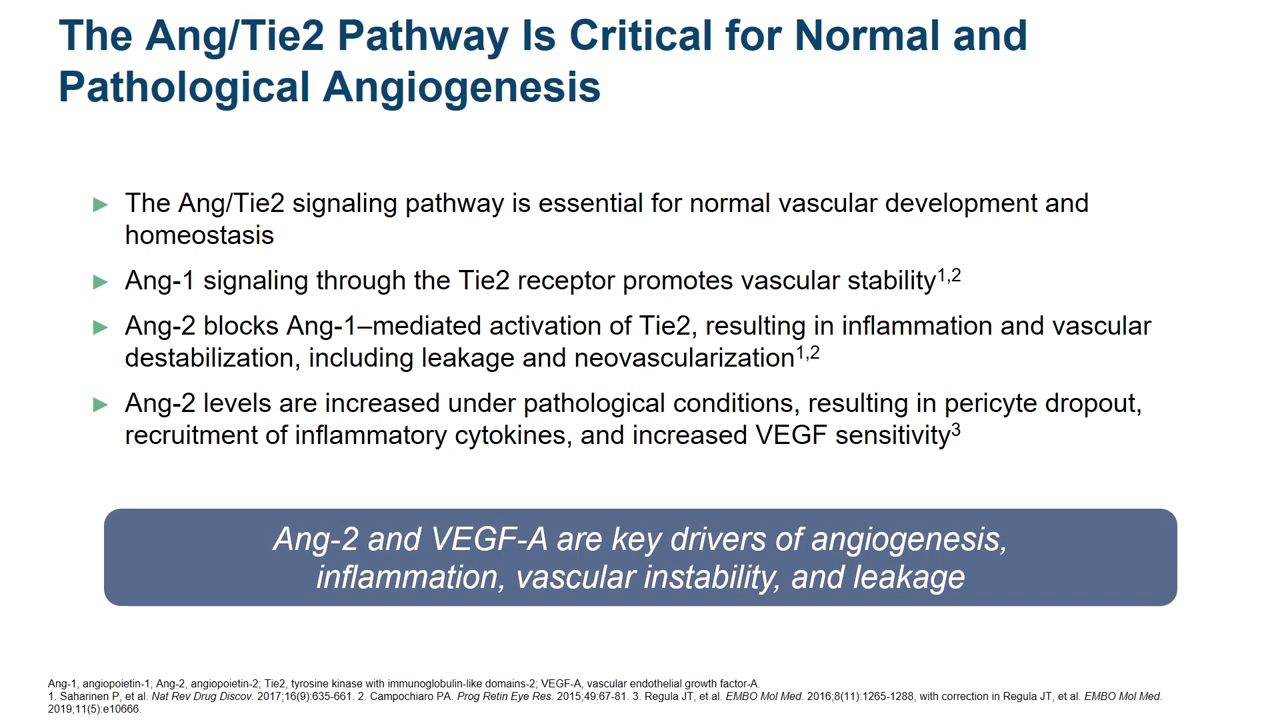 The Ang/Tie2 Pathway Is Critical for Normal and
Pathological Angiogenesis
► The Ang/Tie2 signaling pathway is essential for normal vascular development and
homeostasis
► Ang-1 signaling through the Tie2 receptor promotes vascular stability1,2
► Ang-2 blocks Ang-1–mediated activation of Tie2, resulting in inflammation and vascular
destabilization, including leakage and neovascularization1,2
► Ang-2 levels are increased under pathological conditions, resulting in pericyte dropout,
recruitment of inflammatory cytokines, and increased VEGF sensitivity3
Ang-2 and VEGF-A are key drivers of angiogenesis,
inflammation, vascular instability, and leakage
Ang-1, angiopoietin-1; Ang-2, angiopoietin-2; Tie2, tyrosine kinase with immunoglobulin-like domains-2; VEGF-A, vascular endothelial growth factor-A.
1. Saharinen P, et al. Nat Rev Drug Discov. 2017;16(9):635-661. 2. Campochiaro PA. Prog Retin Eye Res. 2015;49:67-81. 3. Regula JT, et al. EMBO Mol Med. 2016;8(11):1265-1288, with correction in Regula JT, et al. EMBO Mol Med.
2019;11(5):e10666.